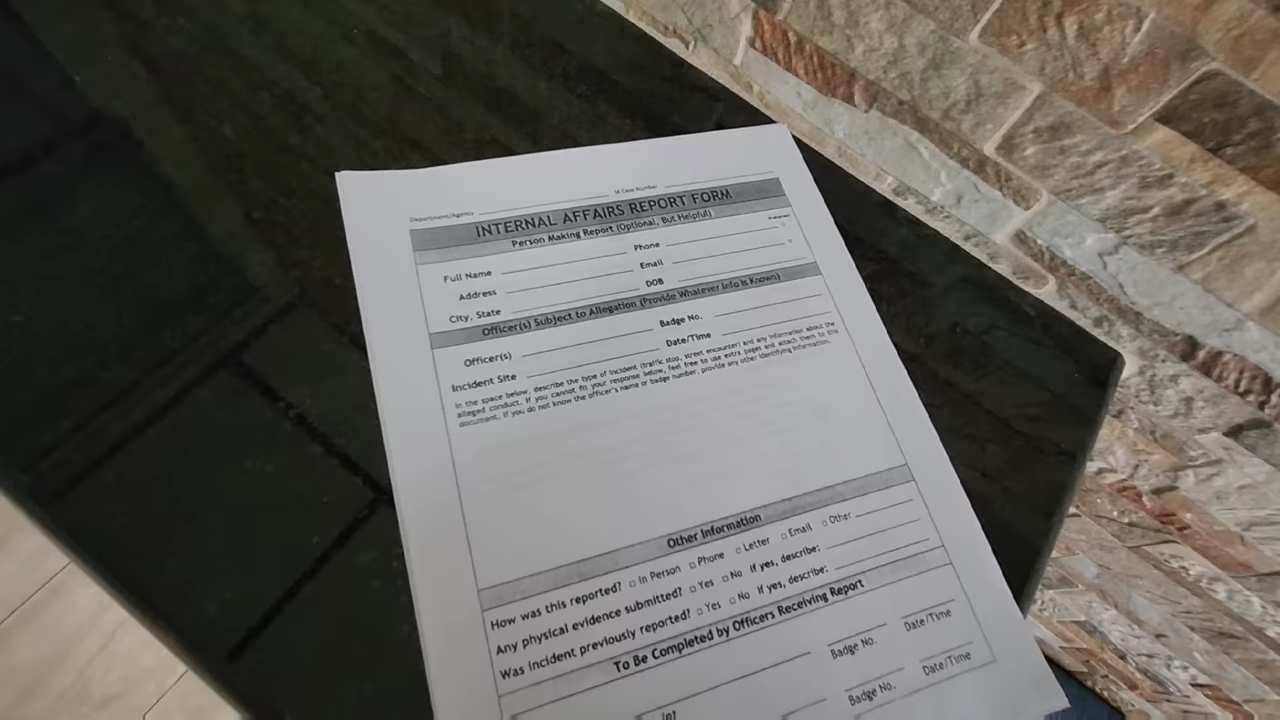 Department/Agency IA Case Number
INTERNAL AFFAIRS REPORT FORM
Person Making Report (Optional, But Helpful)
Preferred?
Full Name Phone
Address Email
City, State DOB
Officer(s) Subject to Allegation (Provide Whatever Info Is Known)
Officer(s) Badge No.
Incident Site Date/Time
In the space below, describe the type of incident (traffic stop, street encounter) and any information about the
alleged conduct. If you cannot fit your response below, feel free to use extra pages and attach them to this
document. If you do not know the officer's name or badge number, provide any other identifying information.
Other Information
How was this reported? □ In Person □ Phone □ Letter □ Email □ Other
Any physical evidence submitted? □ Yes □ No If yes, describe:
Was incident previously reported? □ Yes □ No If yes, describe:
To Be Completed by Officers Receiving Report
Badge No. Date/Time
Badge No. Date/Time